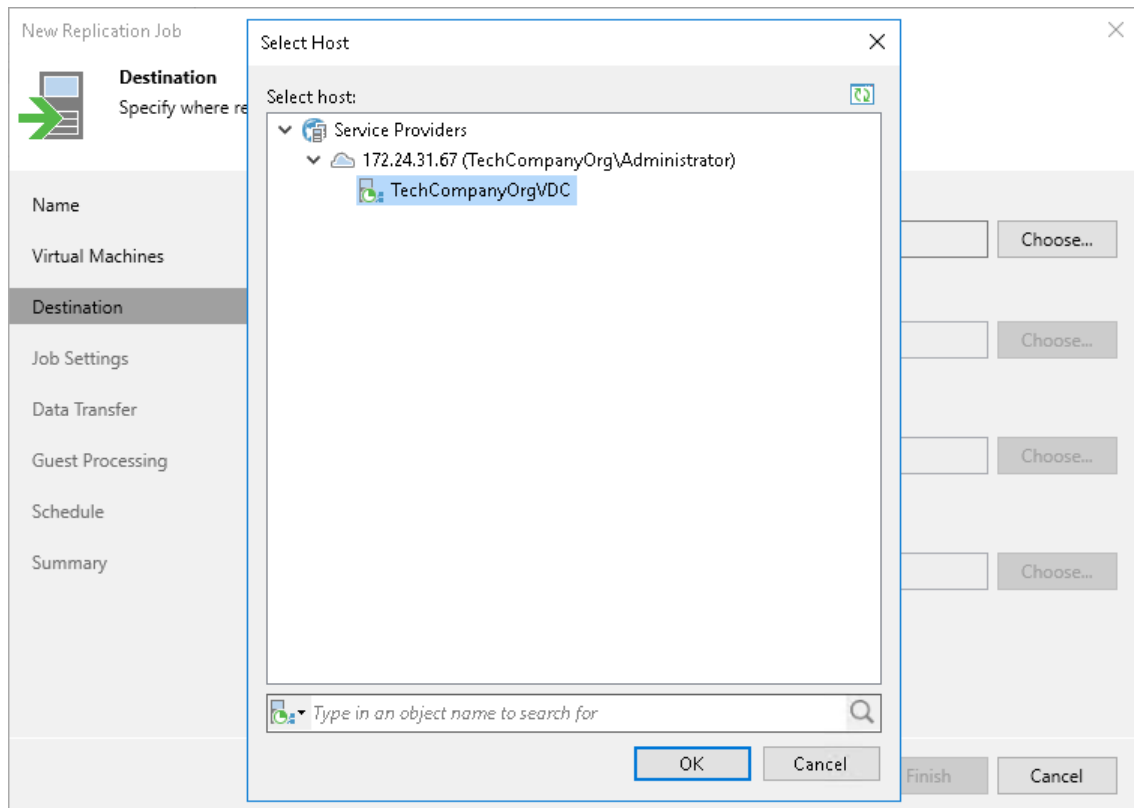 New Replication Job
Destination
Specify where re
Name
Virtual Machines
Destination
Job Settings
Data Transfer
Guest Processing
Schedule
Summary
Select Host
Select host:
Service Providers
172.24.31.67 (TechCompanyOrg\Administrator)
TechCompanyOrgVDC
Type in an object name to search for
OK
Cancel
Choose...
Choose...
Choose...
Choose...
Finish
Cancel